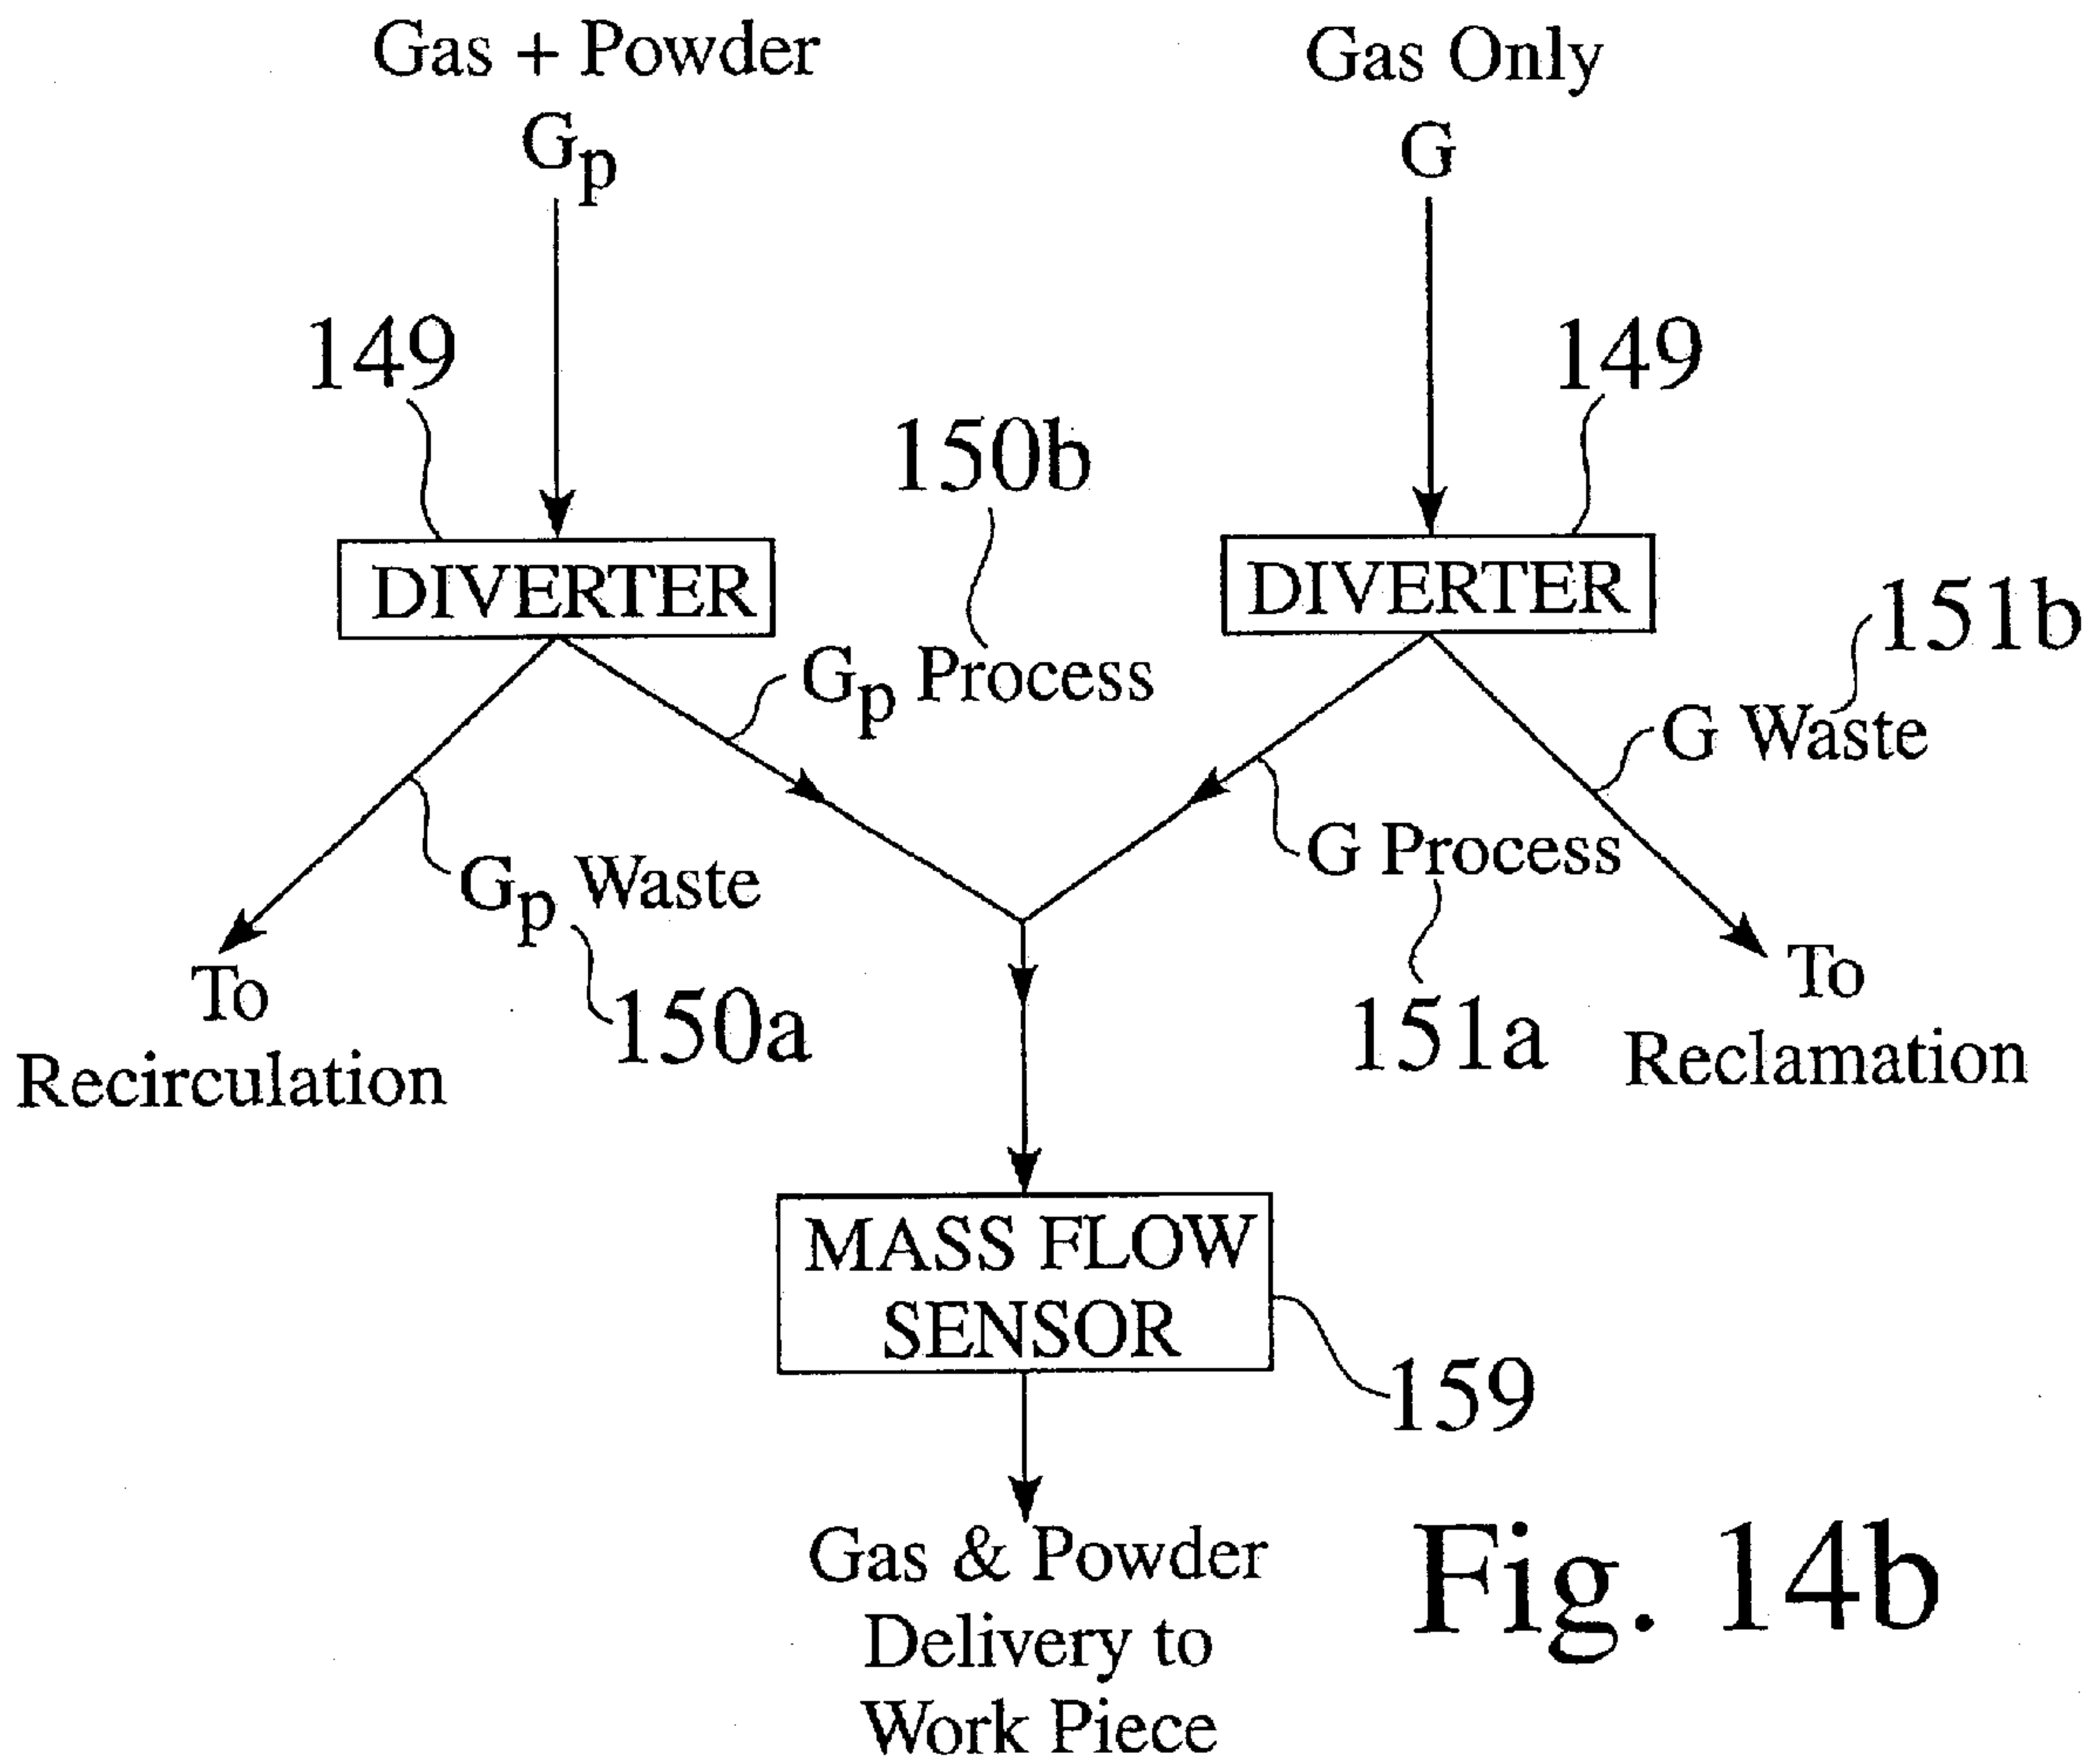 Gas + Powder
Gp
Gas Only
G
149
149
150b
DIVERTER
DIVERTER
151b
Gp Process
G Waste
G Process
Gp Waste
To
Recirculation
150a
151a
To
Reclamation
MASS FLOW
SENSOR
159
Gas & Powder
Delivery to
Work Piece
Fig. 14b